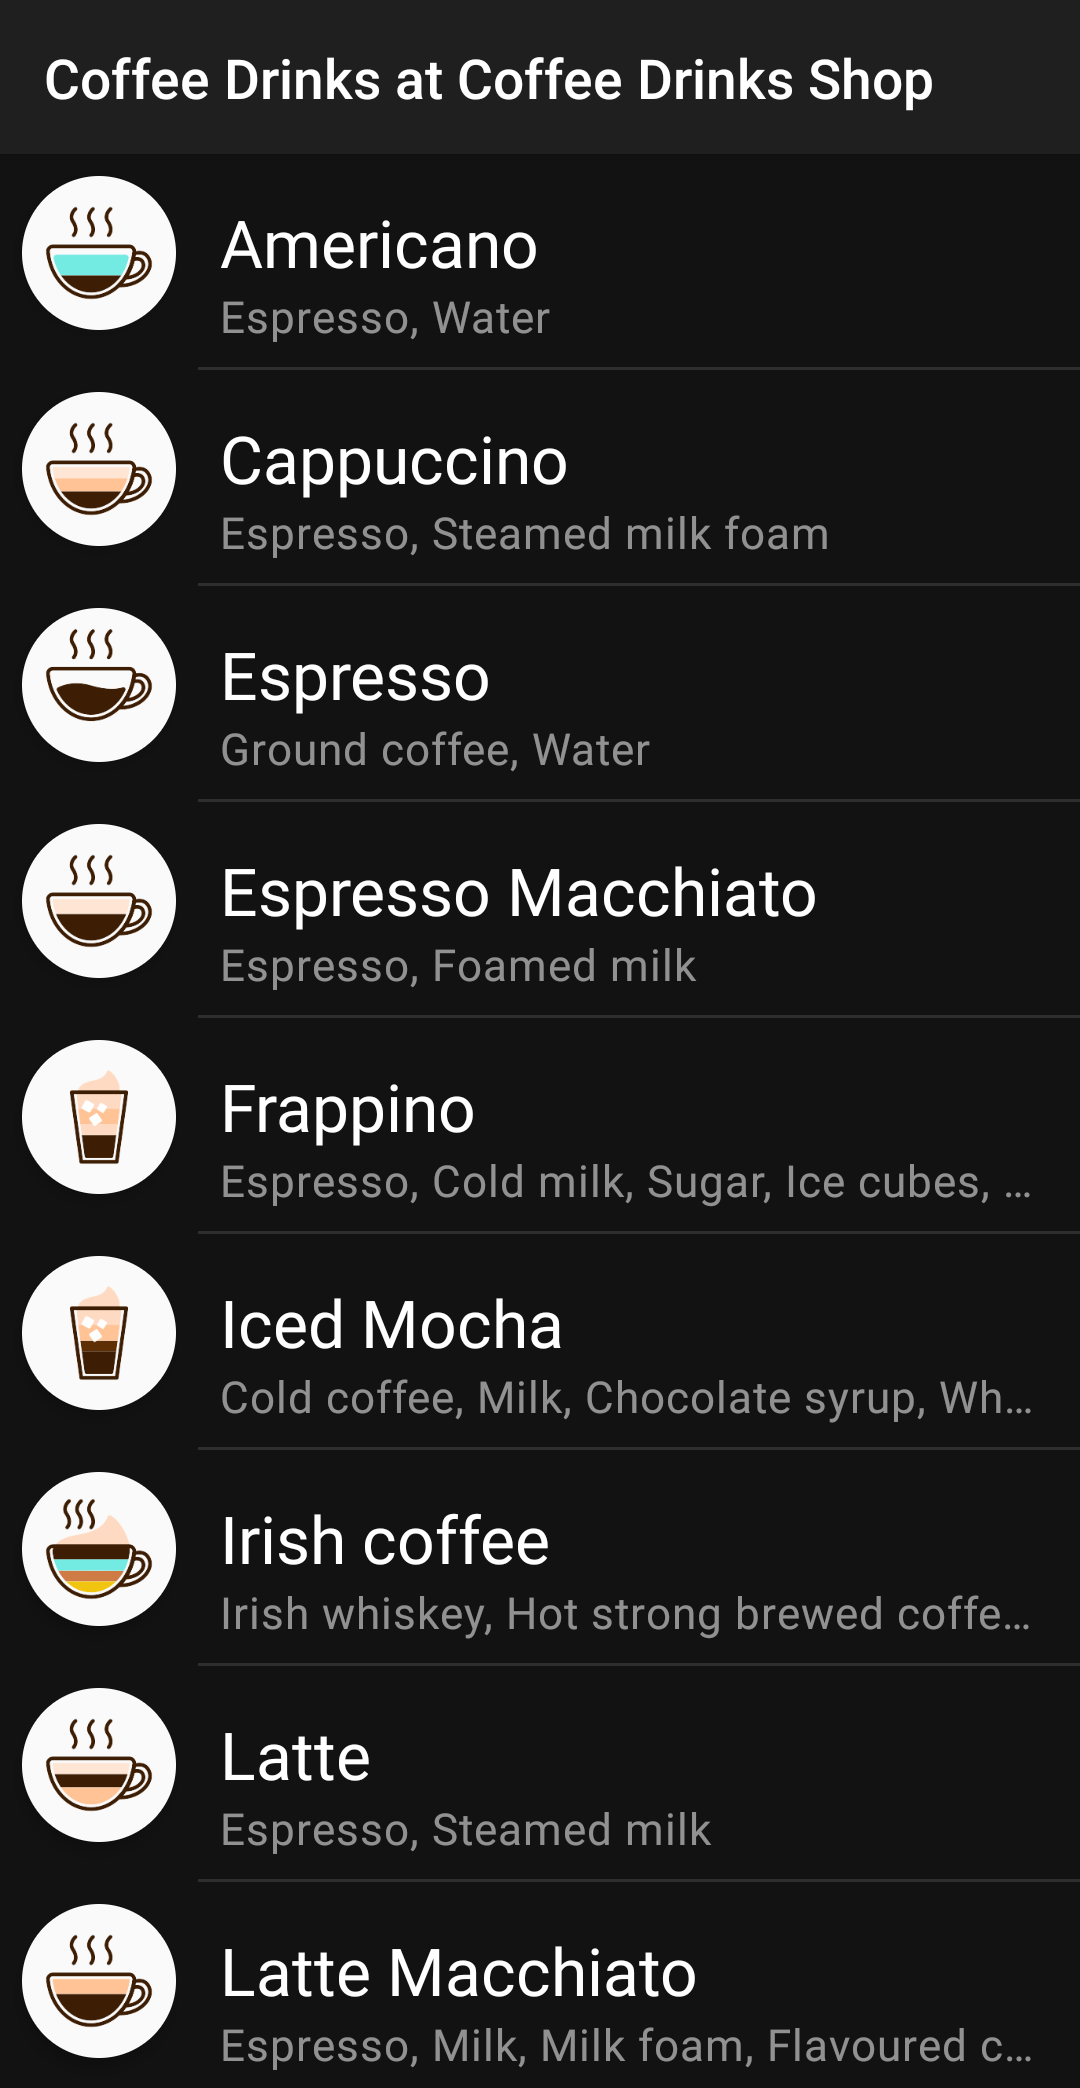 Coffee Drinks at Coffee Drinks Shop
Americano
Espresso, Water
Cappuccino
Espresso, Steamed milk foam
Espresso
Ground coffee, Water
Espresso Macchiato
Espresso, Foamed milk
Frappino
Espresso, Cold milk, Sugar, Ice cubes, ...
Iced Mocha
Cold coffee, Milk, Chocolate syrup, Wh...
Irish coffee
Irish whiskey, Hot strong brewed coffe...
Latte
Espresso, Steamed milk
Latte Macchiato
Espresso, Milk, Milk foam, Flavoured c...